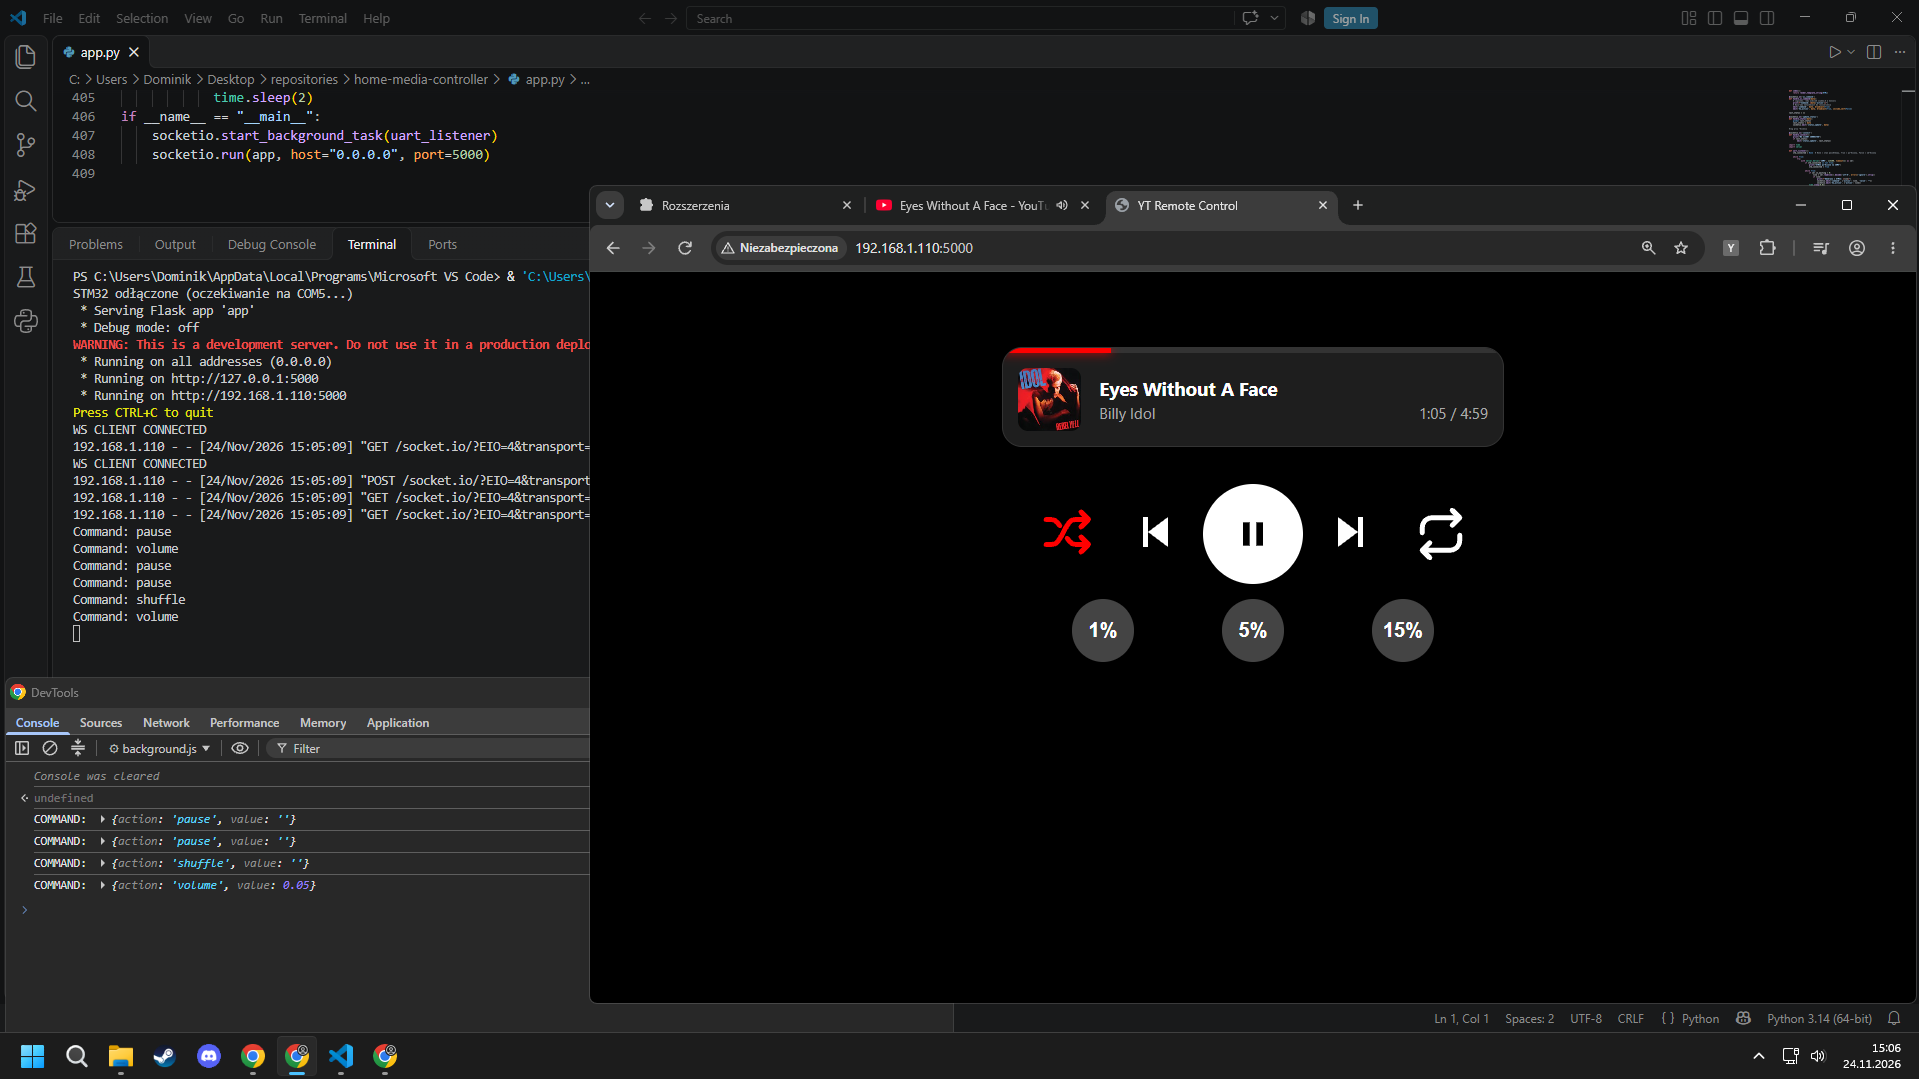 File Edit Selection View Go Run Terminal Help
Search
Sign In
app.py
C: > Users > Dominik > Desktop > repositories > home-media-controller > app.py > ...
405 time.sleep(2)
406 if __name__ == "__main__":
407 socketio.start_background_task(uart_listener)
408 socketio.run(app, host="0.0.0.0", port=5000)
409
Problems Output Debug Console Terminal Ports
PS C:\Users\Dominik\AppData\Local\Programs\Microsoft VS Code> & 'C:\Users\
STM32 odłączone (oczekiwanie na COM5...)
* Serving Flask app 'app'
* Debug mode: off
WARNING: This is a development server. Do not use it in a production deplo
* Running on all addresses (0.0.0.0)
* Running on http://127.0.0.1:5000
* Running on http://192.168.1.110:5000
Press CTRL+C to quit
WS CLIENT CONNECTED
192.168.1.110 - - [24/Nov/2026 15:05:09] "GET /socket.io/?EIO=4&transport=
WS CLIENT CONNECTED
192.168.1.110 - - [24/Nov/2026 15:05:09] "POST /socket.io/?EIO=4&transport
192.168.1.110 - - [24/Nov/2026 15:05:09] "GET /socket.io/?EIO=4&transport=
192.168.1.110 - - [24/Nov/2026 15:05:09] "GET /socket.io/?EIO=4&transport=
Command: pause
Command: volume
Command: pause
Command: pause
Command: shuffle
Command: volume
Rozszerzenia
Eyes Without A Face - YouTu
YT Remote Control
Niezabezpieczona
192.168.1.110:5000
Y
IDOL
REBEL YELL
Eyes Without A Face
Billy Idol
1:05 / 4:59
1%
5%
15%
DevTools
Console Sources Network Performance Memory Application
background.js
Filter
Console was cleared
undefined
COMMAND: {action: 'pause', value: ''}
COMMAND: {action: 'pause', value: ''}
COMMAND: {action: 'shuffle', value: ''}
COMMAND: {action: 'volume', value: 0.05}
Ln 1, Col 1 Spaces: 2 UTF-8 CRLF { } Python Python 3.14 (64-bit)
15:06
24.11.2026